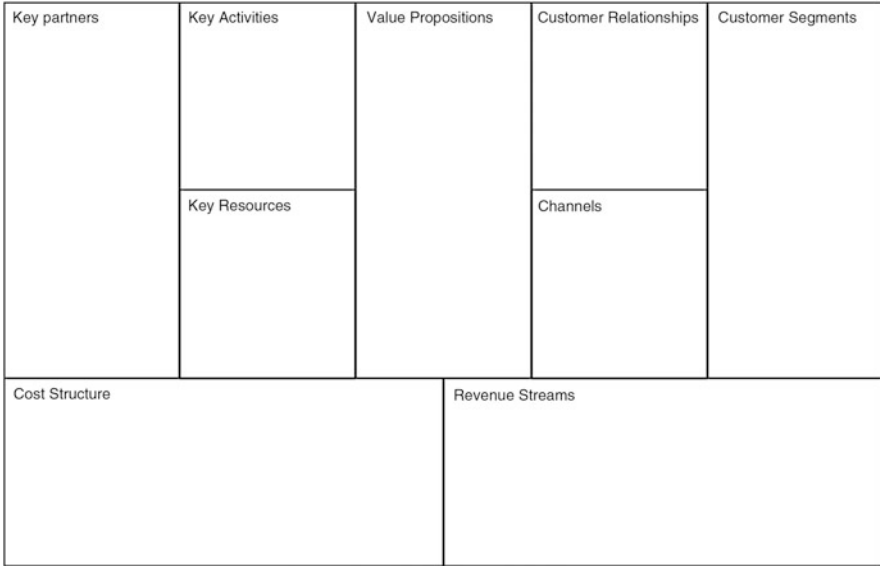 Key partners
Key Activities
Value Propositions
Customer Relationships
Customer Segments
Key Resources
Channels
Cost Structure
Revenue Streams